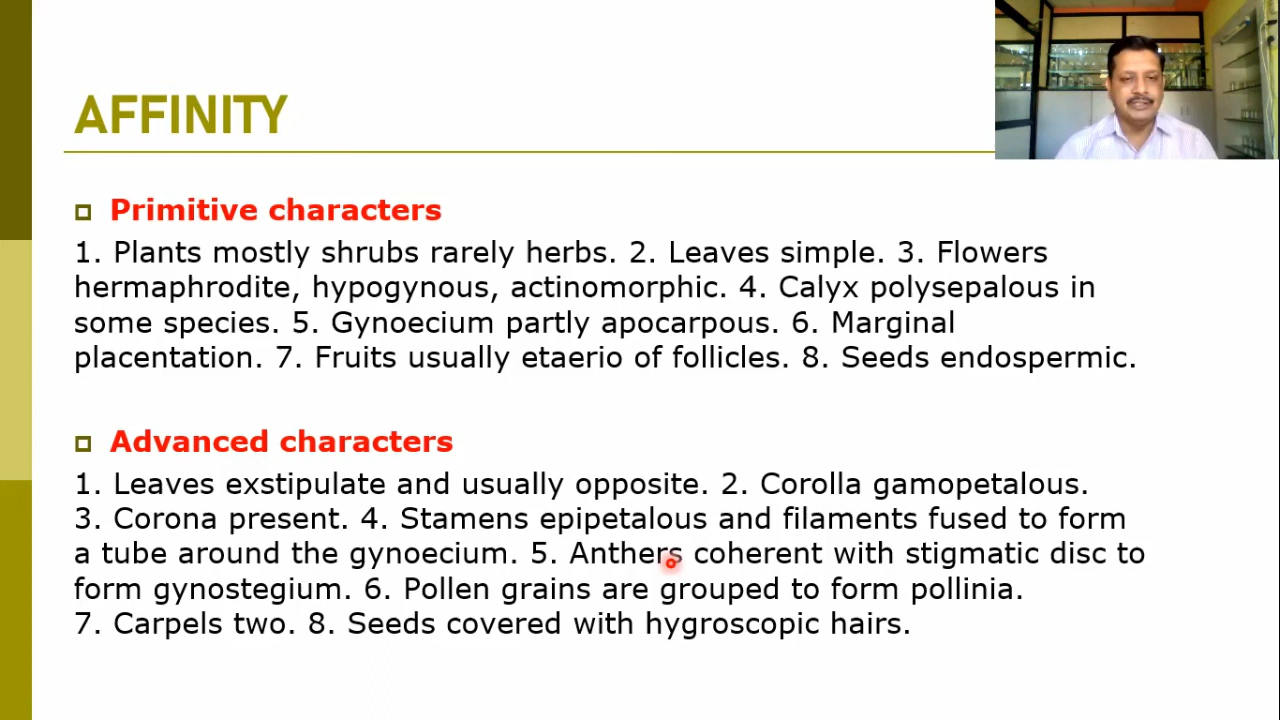 AFFINITY
Primitive characters
1. Plants mostly shrubs rarely herbs. 2. Leaves simple. 3. Flowers
hermaphrodite, hypogynous, actinomorphic. 4. Calyx polysepalous in
some species. 5. Gynoecium partly apocarpous. 6. Marginal
placentation. 7. Fruits usually etaerio of follicles. 8. Seeds endospermic.
Advanced characters
1. Leaves exstipulate and usually opposite. 2. Corolla gamopetalous.
3. Corona present. 4. Stamens epipetalous and filaments fused to form
a tube around the gynoecium. 5. Anthers coherent with stigmatic disc to
form gynostegium. 6. Pollen grains are grouped to form pollinia.
7. Carpels two. 8. Seeds covered with hygroscopic hairs.